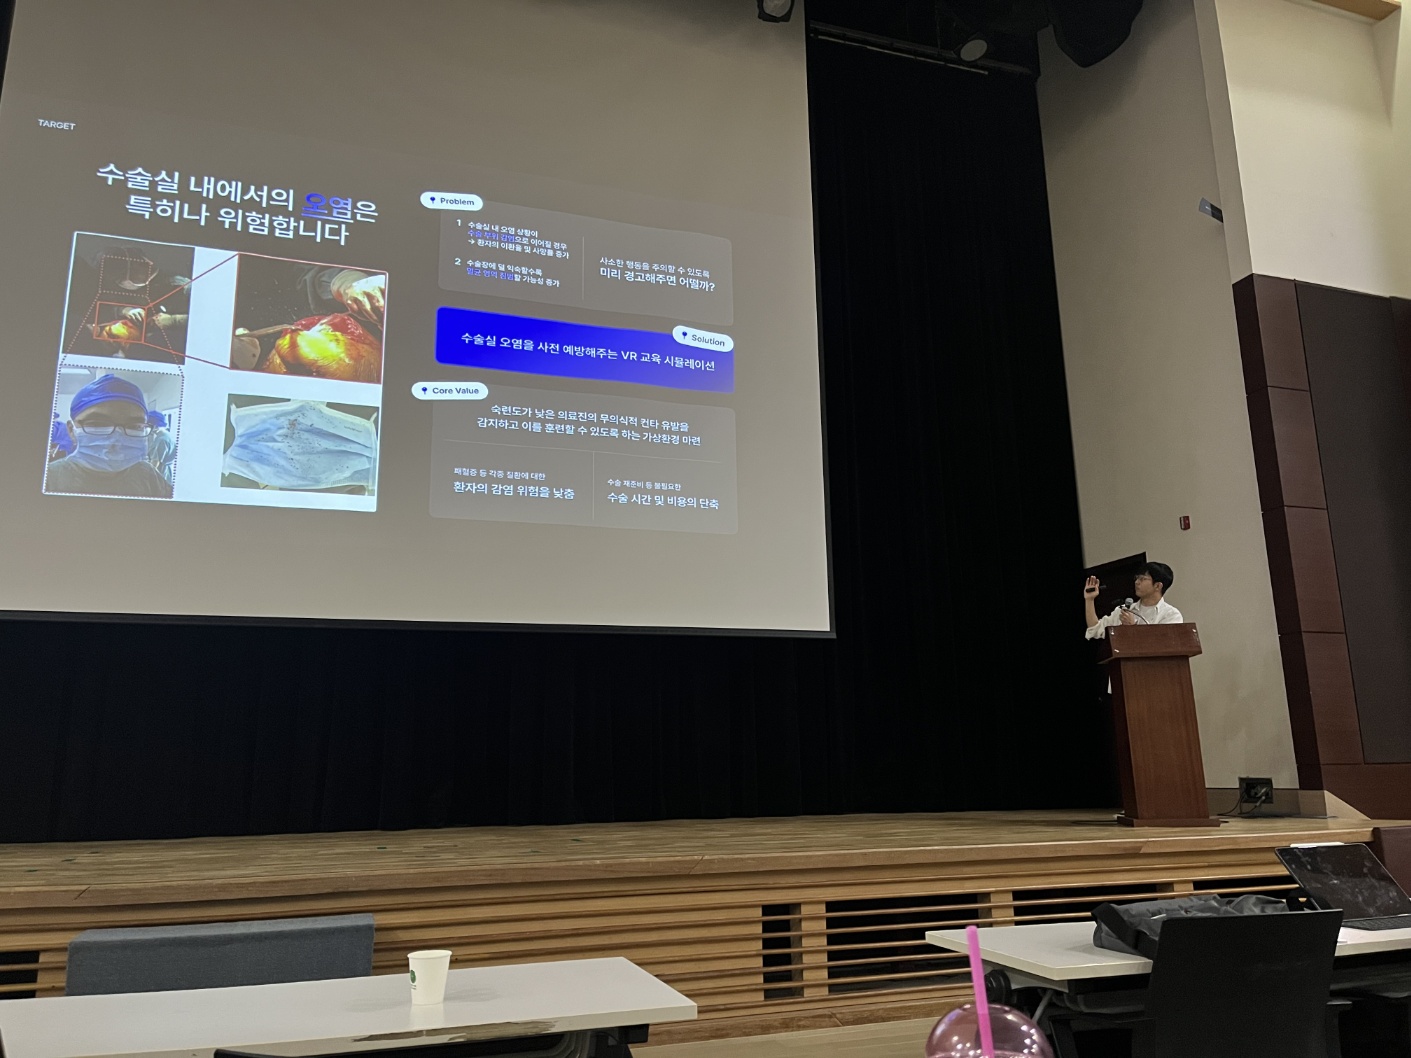 TARGET
수술실 내에서의 오염은
특히나 위험합니다
Problem
1 수술실 내 오염 상황이
수술 부위 감염으로 이어질 경우
→ 환자의 이환율 및 사망률 증가
2 수술장에 덜 익숙할수록
멸균 영역 침범할 가능성 증가
사소한 행동을 주의할 수 있도록
미리 경고해주면 어떨까?
Solution
수술실 오염을 사전 예방해주는 VR 교육 시뮬레이션
Core Value
숙련도가 낮은 의료진의 무의식적 컨타 유발을
감지하고 이를 훈련할 수 있도록 하는 가상환경 마련
패혈증 등 각종 질환에 대한
환자의 감염 위험을 낮춤
수술 재준비 등 불필요한
수술 시간 및 비용의 단축